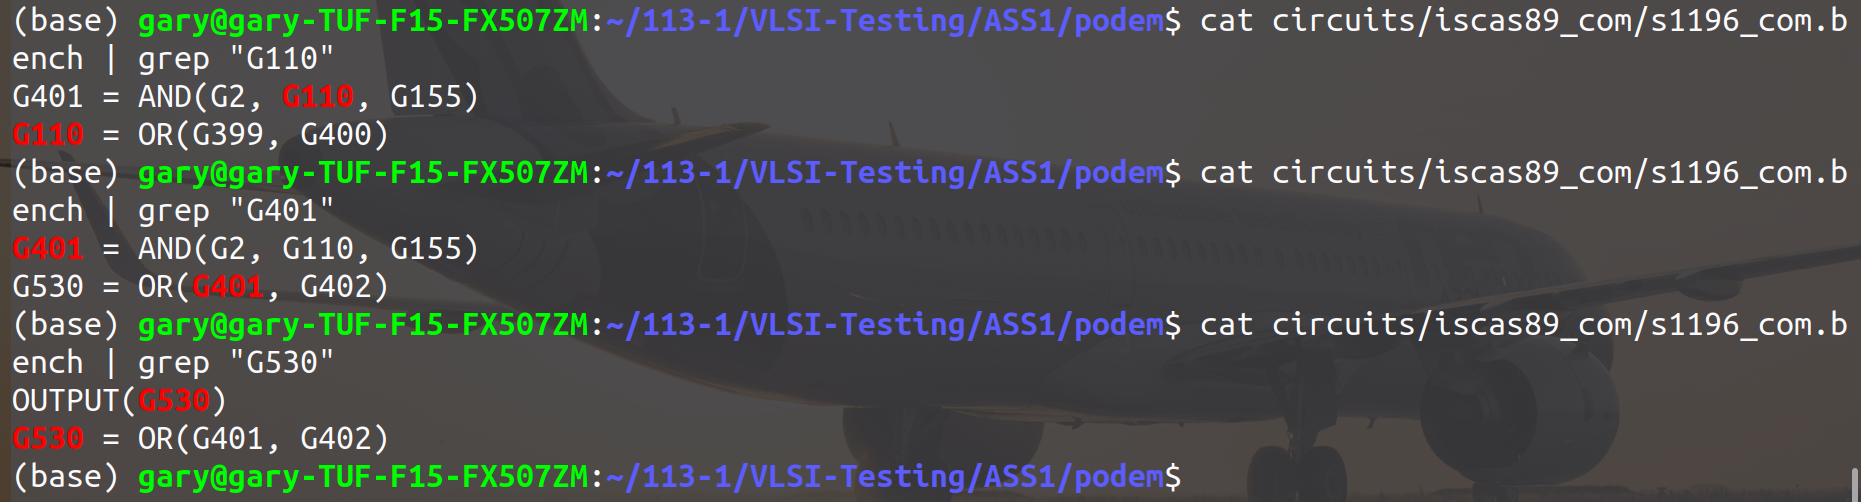 (base) gary@gary-TUF-F15-FX507ZM:~/113-1/VLSI-Testing/ASS1/podem$ cat circuits/iscas89_com/s1196_com.b
ench | grep "G110"
G401 = AND(G2, G110, G155)
G110 = OR(G399, G400)
(base) gary@gary-TUF-F15-FX507ZM:~/113-1/VLSI-Testing/ASS1/podem$ cat circuits/iscas89_com/s1196_com.b
ench | grep "G401"
G401 = AND(G2, G110, G155)
G530 = OR(G401, G402)
(base) gary@gary-TUF-F15-FX507ZM:~/113-1/VLSI-Testing/ASS1/podem$ cat circuits/iscas89_com/s1196_com.b
ench | grep "G530"
OUTPUT(G530)
G530 = OR(G401, G402)
(base) gary@gary-TUF-F15-FX507ZM:~/113-1/VLSI-Testing/ASS1/podem$